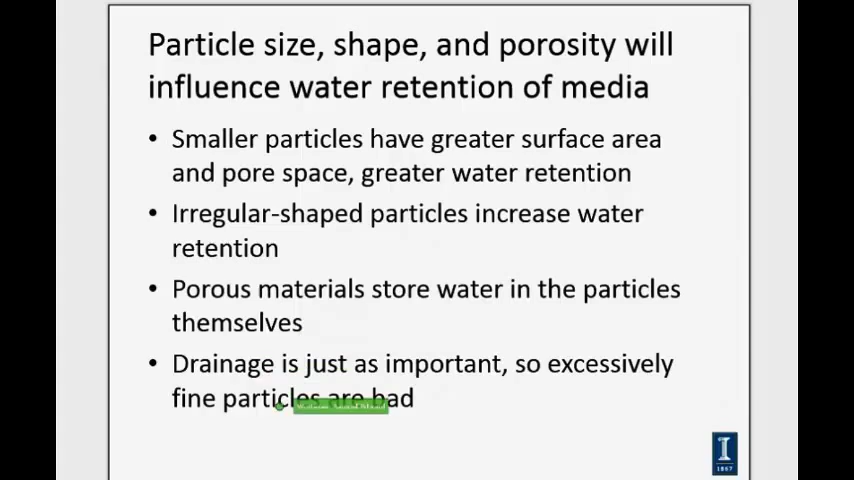 Particle size, shape, and porosity will
influence water retention of media
• Smaller particles have greater surface area
and pore space, greater water retention
• Irregular-shaped particles increase water
retention
• Porous materials store water in the particles
themselves
• Drainage is just as important, so excessively
fine particles are bad
I
1867